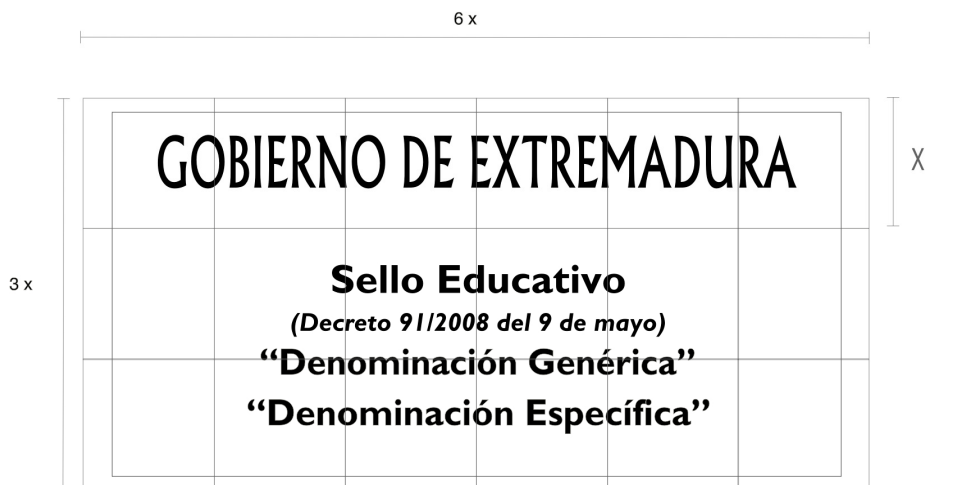 6 x
GOBIERNO DE EXTREMADURA
X
Sello Educativo
3 x
(Decreto 91/2008 del 9 de mayo)
“Denominación Genérica”
“Denominación Específica”